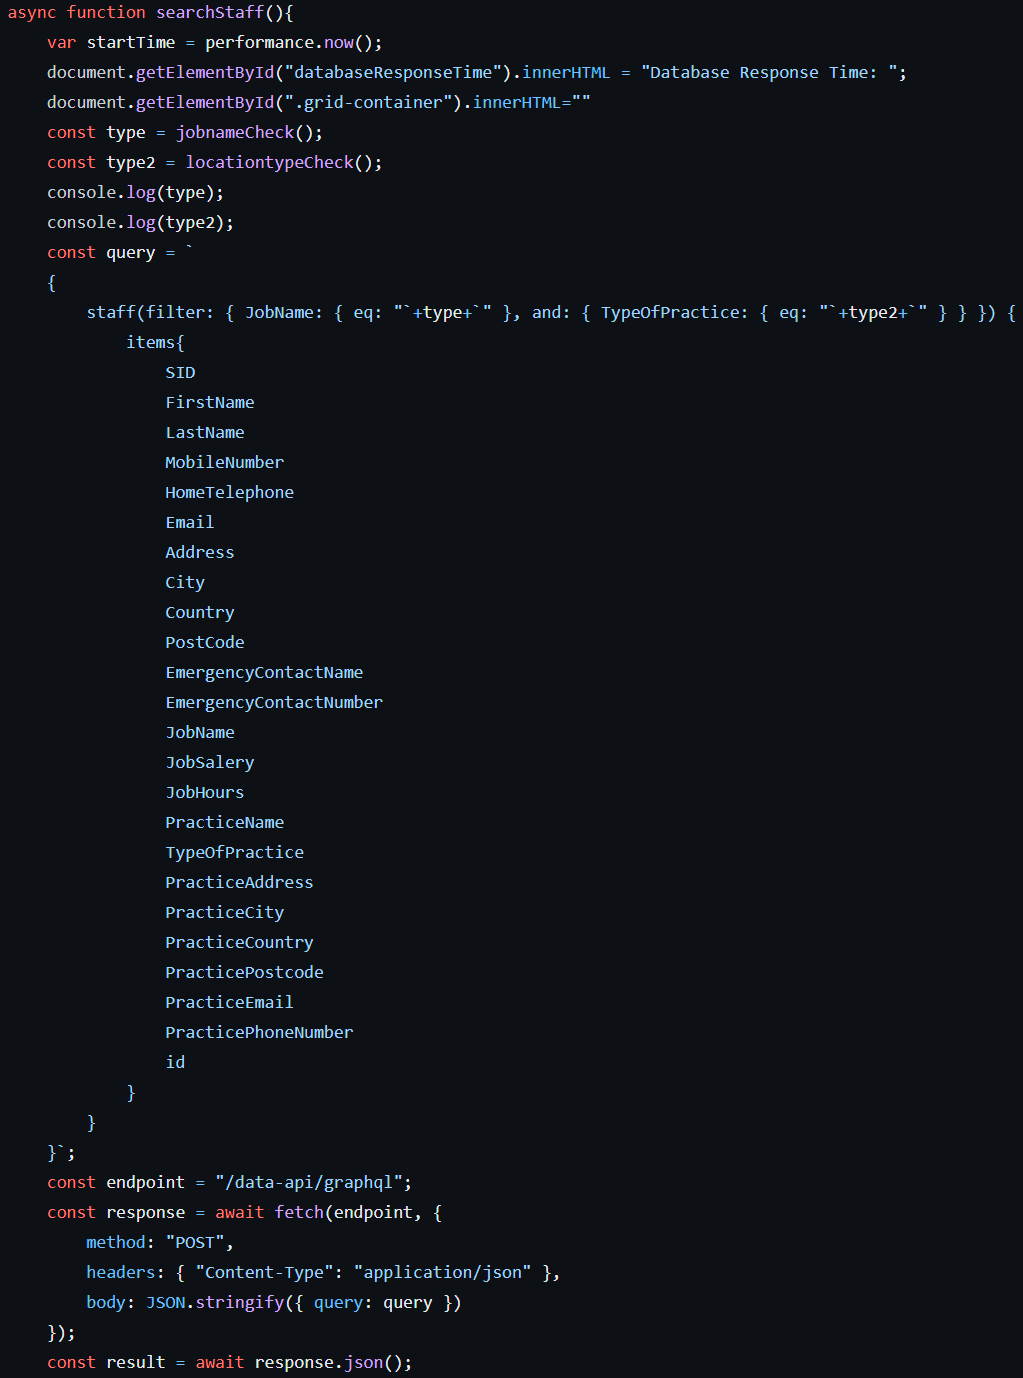 async function searchStaff(){
var startTime = performance.now();
document.getElementById("databaseResponseTime").innerHTML = "Database Response Time: ";
document.getElementById(".grid-container").innerHTML=""
const type = jobnameCheck();
const type2 = locationtypeCheck();
console.log(type);
console.log(type2);
const query = `
{
staff(filter: { JobName: { eq: "`+type+`" }, and: { TypeOfPractice: { eq: "`+type2+`" } } }) {
items{
SID
FirstName
LastName
MobileNumber
HomeTelephone
Email
Address
City
Country
PostCode
EmergencyContactName
EmergencyContactNumber
JobName
JobSalery
JobHours
PracticeName
TypeOfPractice
PracticeAddress
PracticeCity
PracticeCountry
PracticePostcode
PracticeEmail
PracticePhoneNumber
id
}
}
}`;
const endpoint = "/data-api/graphql";
const response = await fetch(endpoint, {
method: "POST",
headers: { "Content-Type": "application/json" },
body: JSON.stringify({ query: query })
});
const result = await response.json();